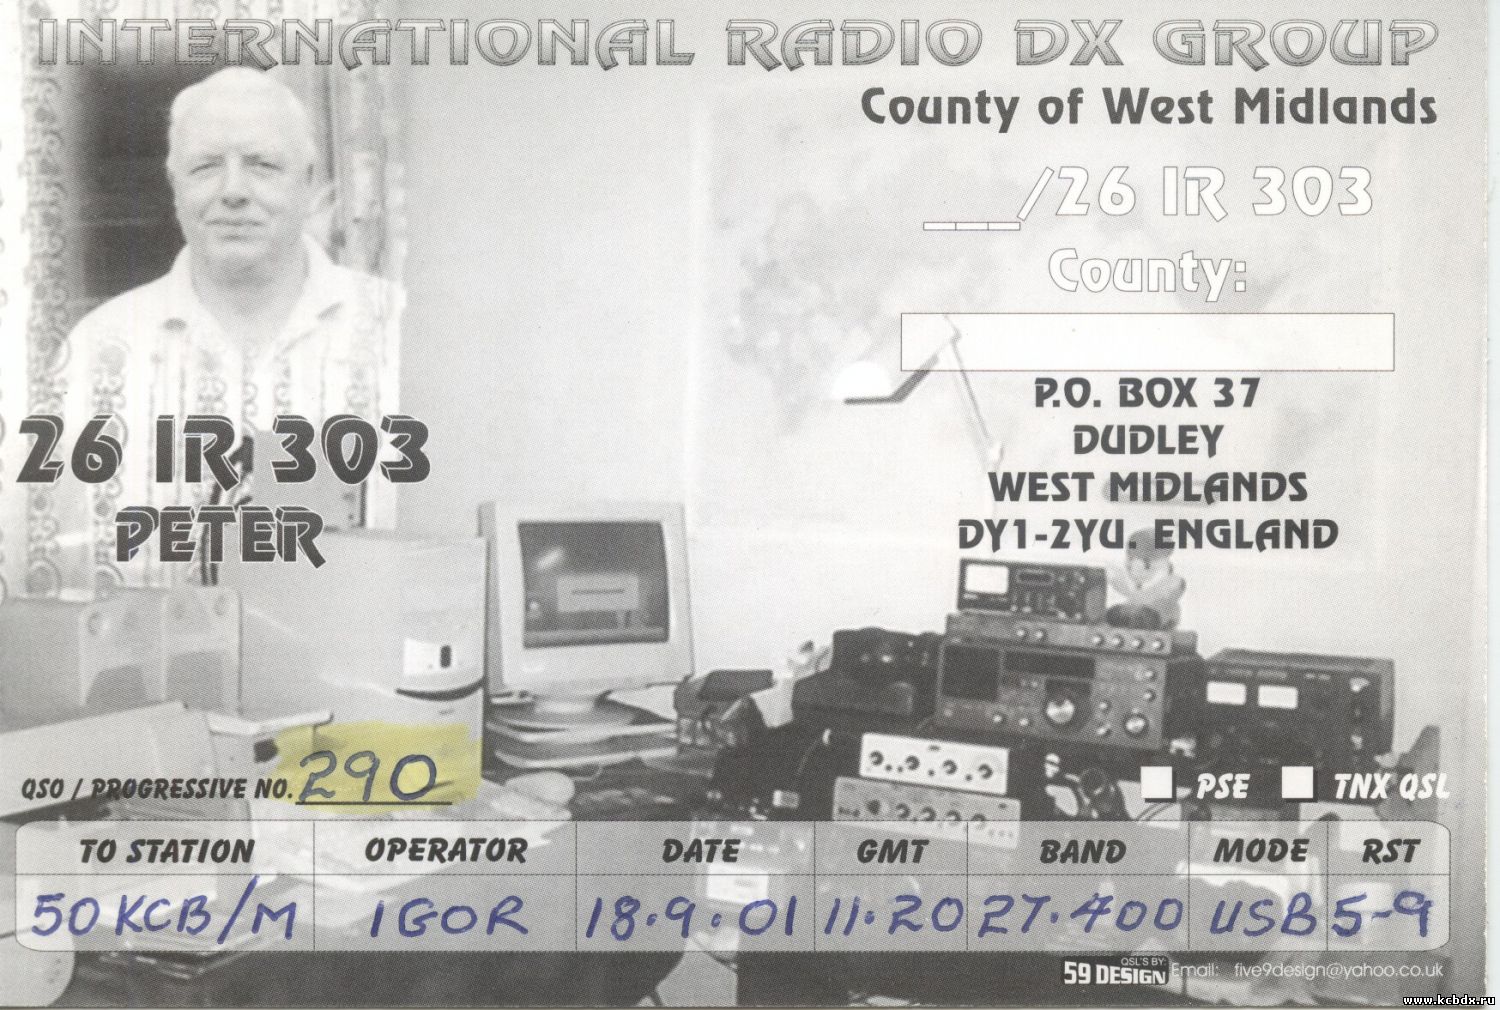 INTERNATIONAL RADIO DX GROUP
County of West Midlands
___/26 IR 303
County:
P.O. BOX 37
DUDLEY
WEST MIDLANDS
DY1-2YU. ENGLAND
26 IR 303
PETER
QSO / PROGRESSIVE NO. 290
PSE TNX QSL
TO STATION OPERATOR DATE GMT BAND MODE RST
50 KCB/M IGOR 18.9.01 11.20 27.400 USB 5-9
QSL'S BY:
59 DESIGN Email: five9design@yahoo.co.uk
www.kcbdx.ru